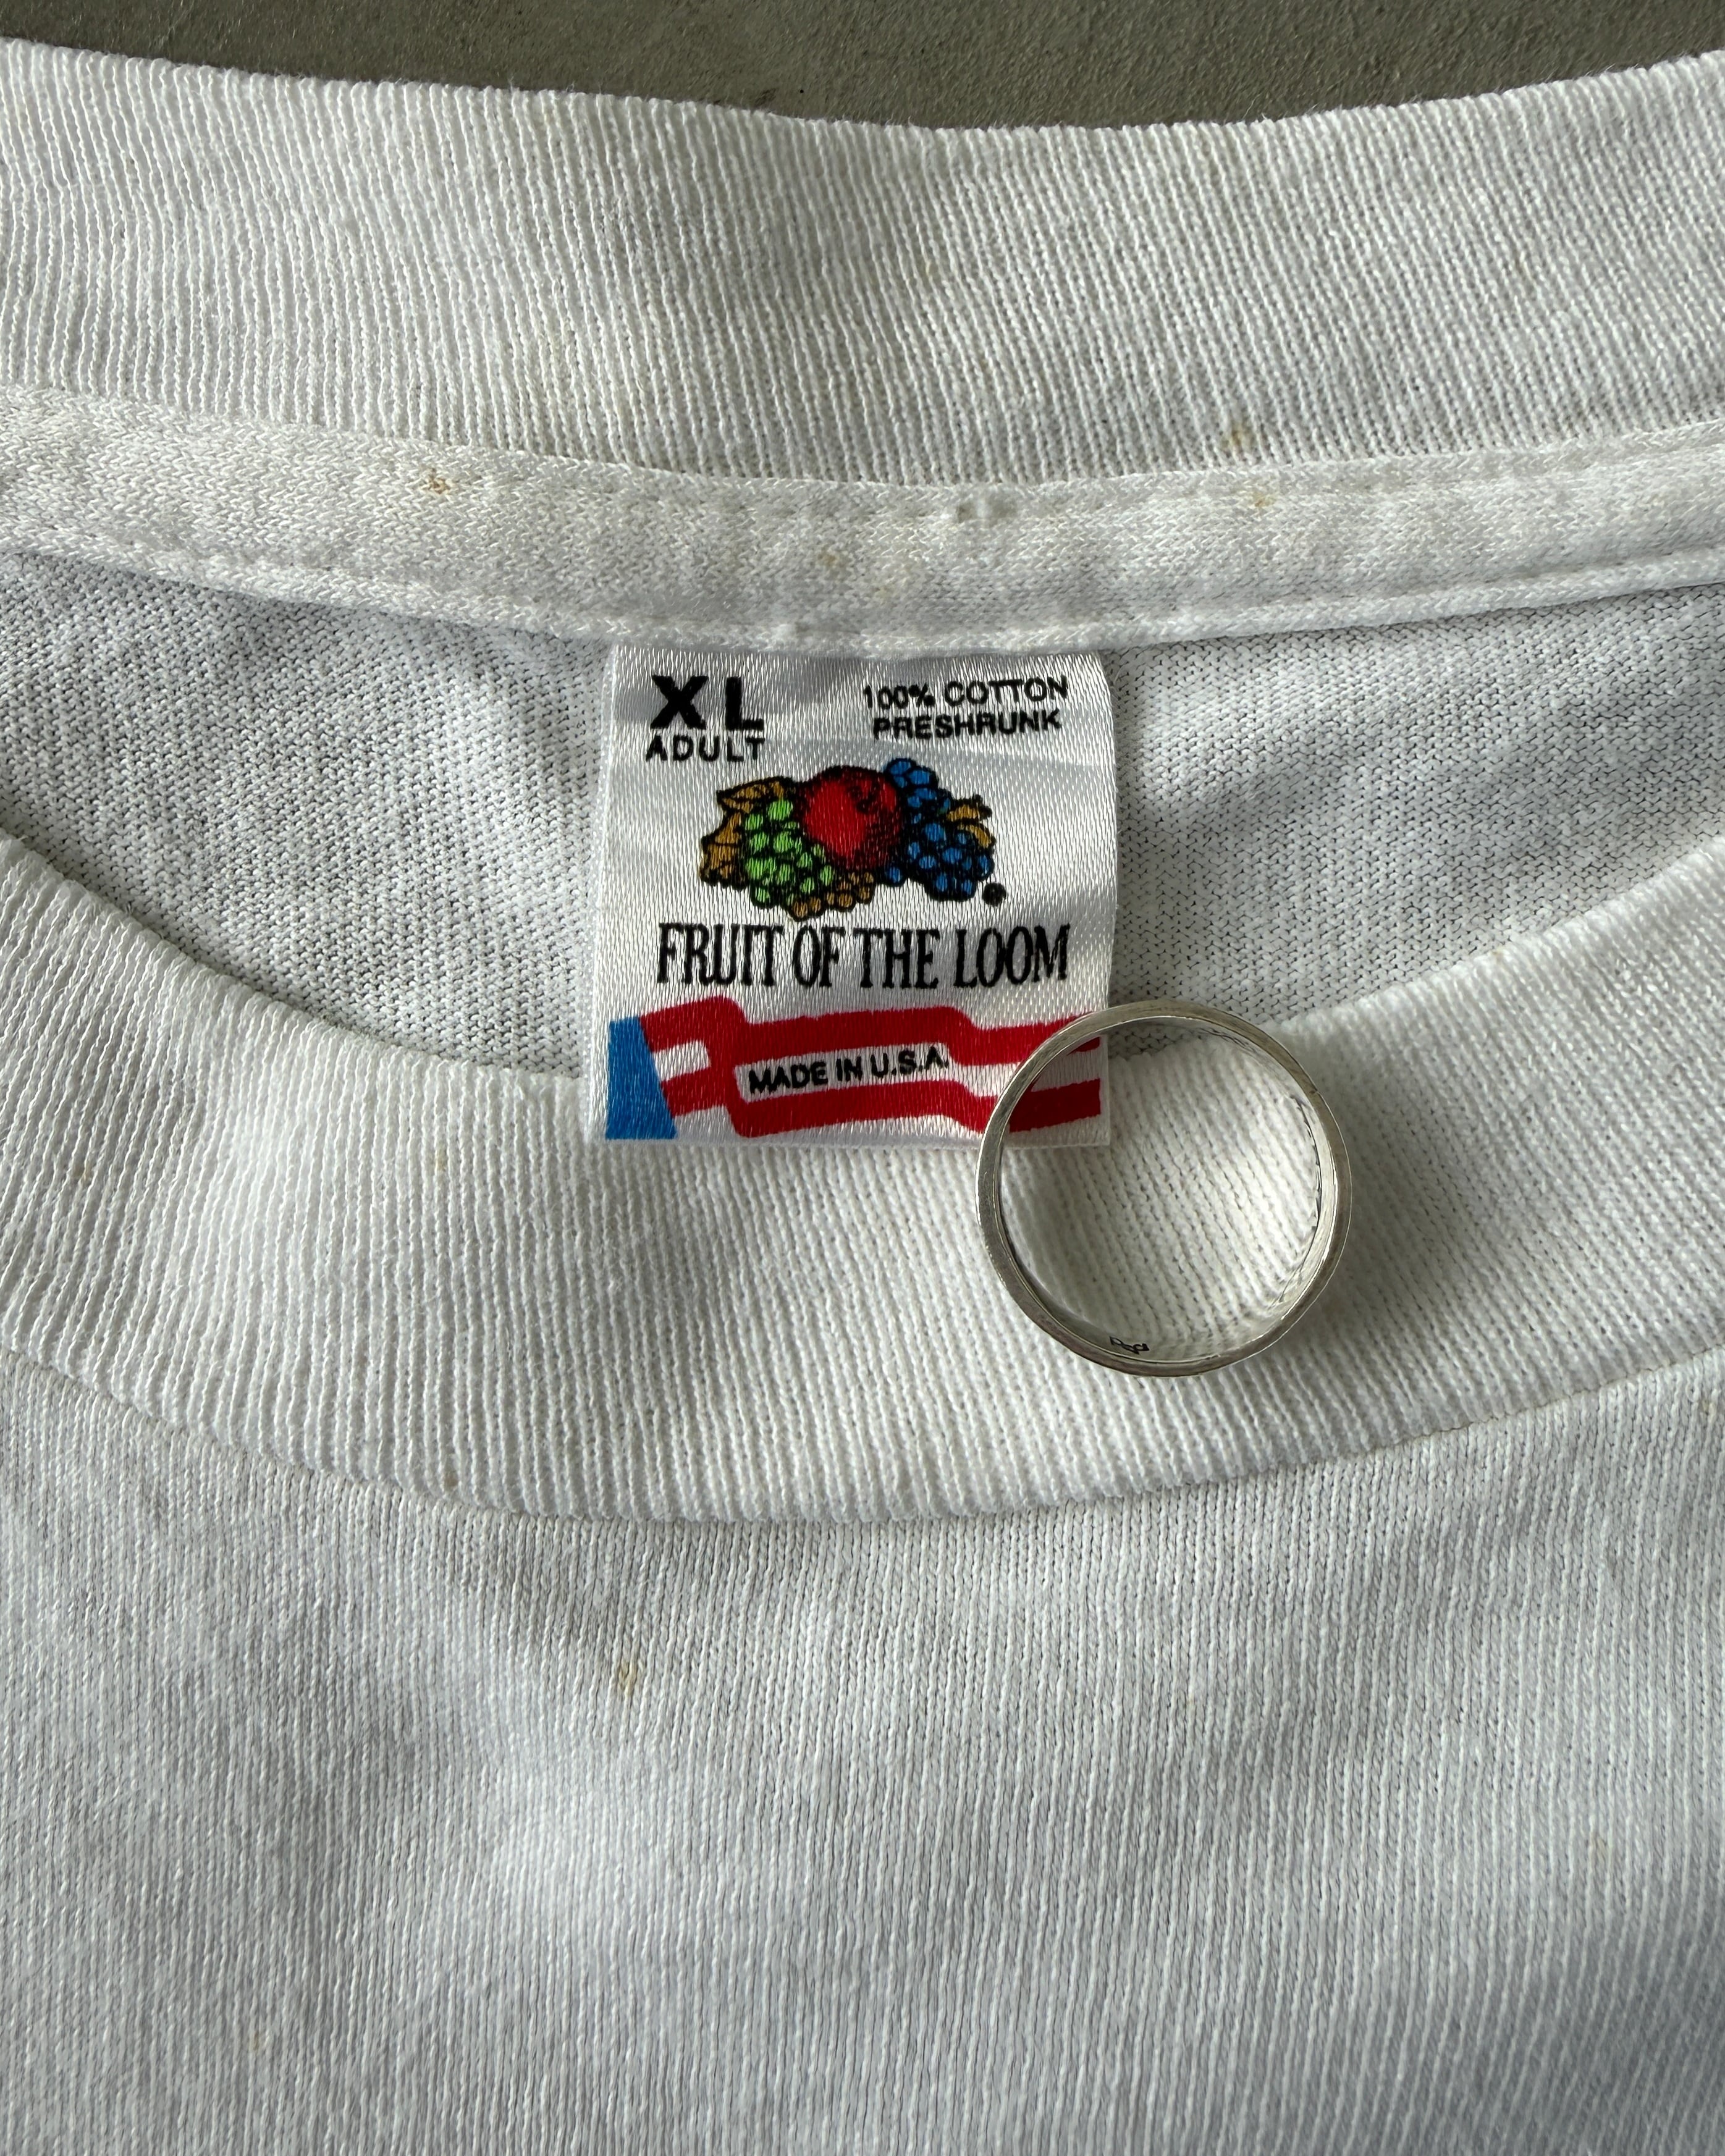 XL
ADULT
100% COTTON
PRESHRUNK
FRUIT OF THE LOOM
MADE IN U.S.A.